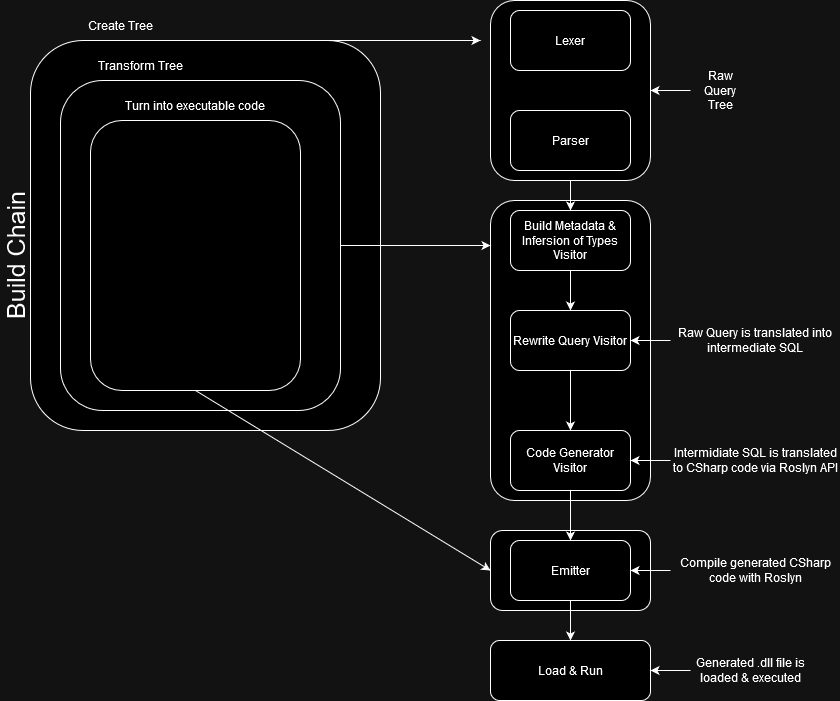 Create Tree
Transform Tree
Turn into executable code
Build Chain
Lexer
Parser
Raw
Query
Tree
Build Metadata &
Infersion of Types
Visitor
Rewrite Query Visitor
Raw Query is translated into
intermediate SQL
Code Generator
Visitor
Intermidiate SQL is translated
to CSharp code via Roslyn API
Emitter
Compile generated CSharp
code with Roslyn
Load & Run
Generated .dll file is
loaded & executed